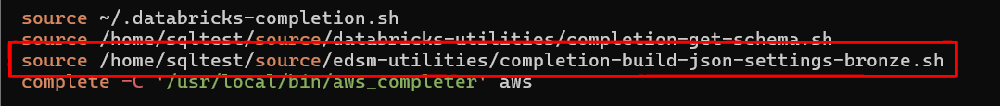 source ~/.databricks-completion.sh
source /home/sqltest/source/databricks-utilities/completion-get-schema.sh
source /home/sqltest/source/edsm-utilities/completion-build-json-settings-bronze.sh
complete -C '/usr/local/bin/aws_completer' aws